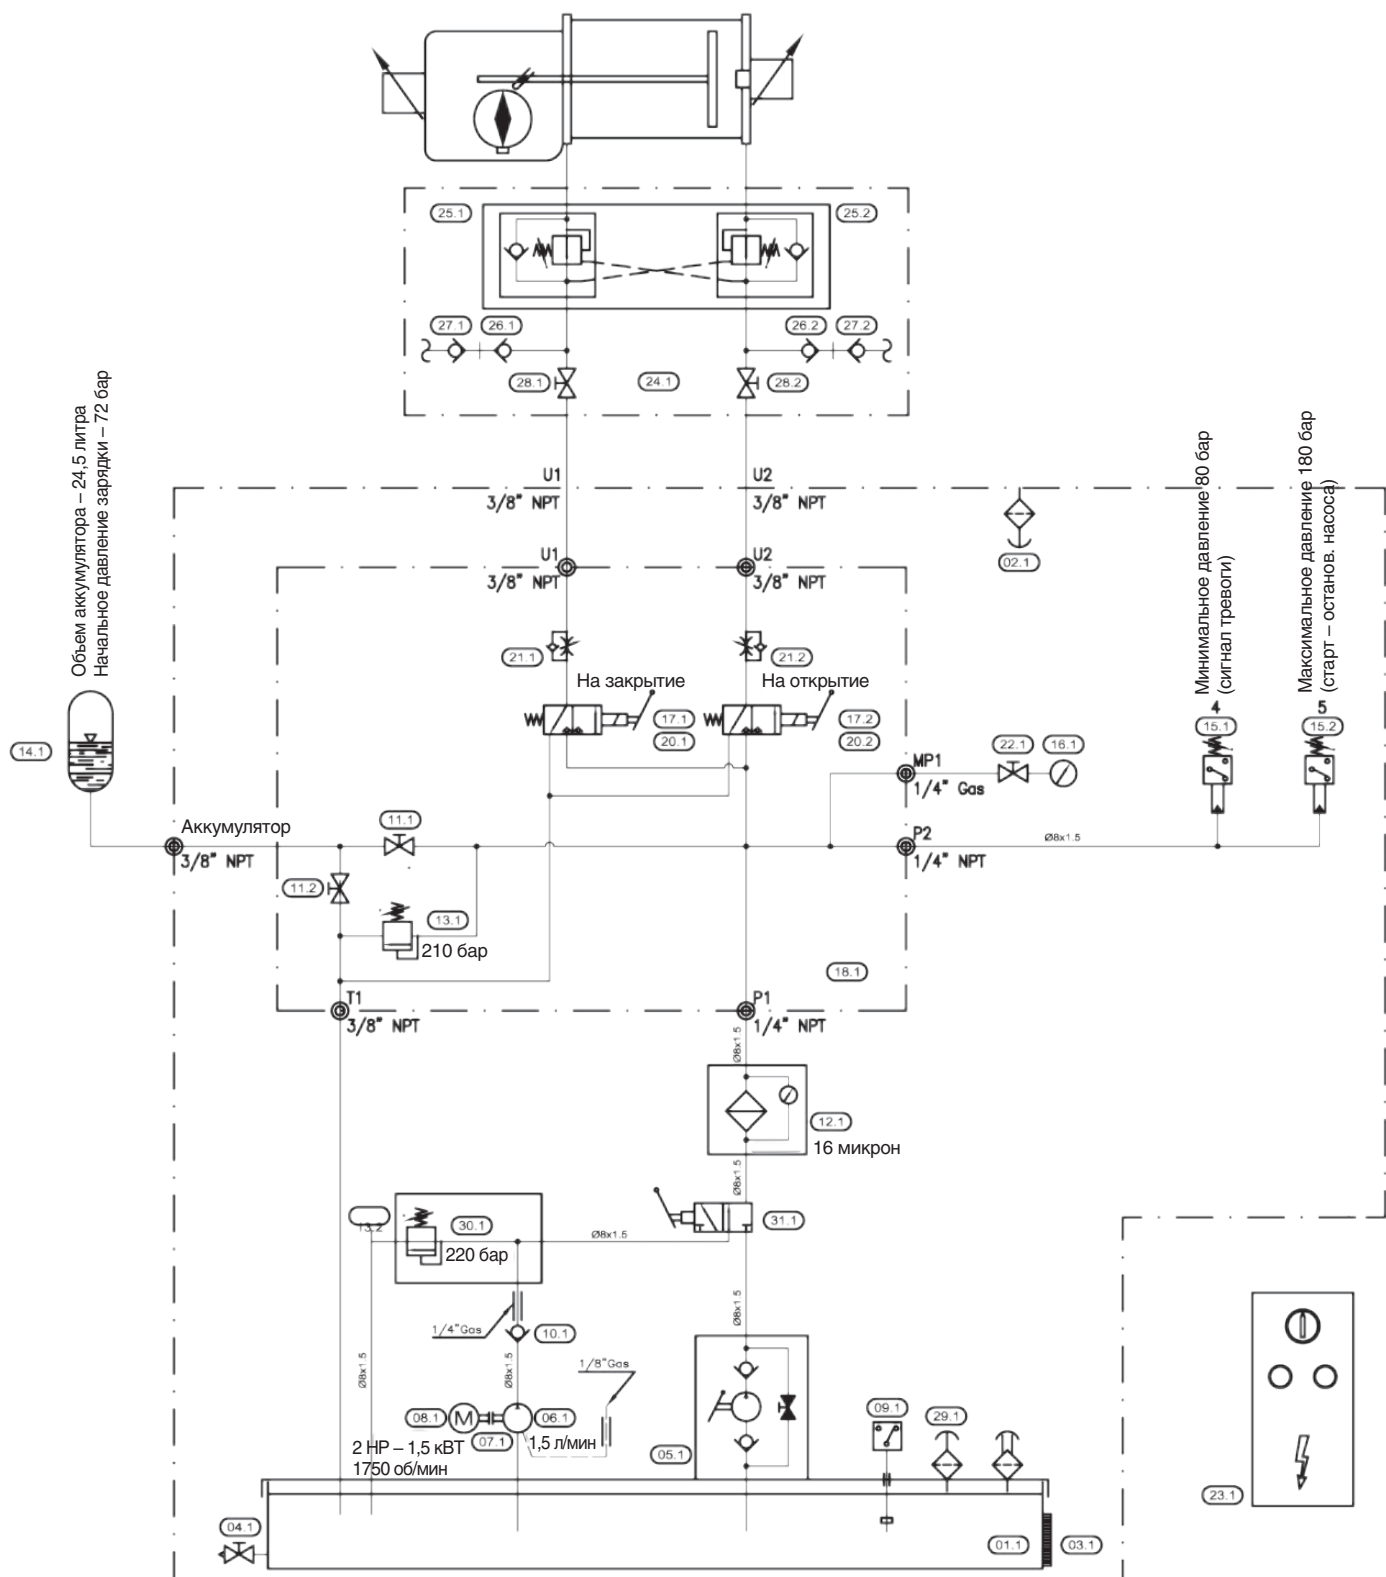 25.1
25.2
27.1
26.1
26.2
27.2
28.1
24.1
28.2
Объем аккумулятора – 24,5 литра
Начальное давление зарядки – 72 бар
U1
3/8" NPT
U2
3/8" NPT
02.1
Минимальное давление 80 бар
(сигнал тревоги)
Максимальное давление 180 бар
(старт – останов. насоса)
U1
3/8" NPT
U2
3/8" NPT
21.1
21.2
На закрытие
На открытие
17.1
20.1
17.2
20.2
4
15.1
5
15.2
14.1
MP1
1/4" Gas
22.1
16.1
Аккумулятор
3/8" NPT
11.1
P2
1/4" NPT
Ø8x1.5
11.2
13.1
210 бар
18.1
T1
3/8" NPT
P1
1/4" NPT
Ø8x1.5
12.1
16 микрон
Ø8x1.5
13.2
30.1
220 бар
Ø8x1.5
31.1
1/4"Gas
10.1
Ø8x1.5
Ø8x1.5
1/8"Gas
Ø8x1.5
08.1
M
06.1
07.1
1,5 л/мин
2 HP – 1,5 кВТ
1750 об/мин
05.1
09.1
29.1
23.1
04.1
01.1
03.1